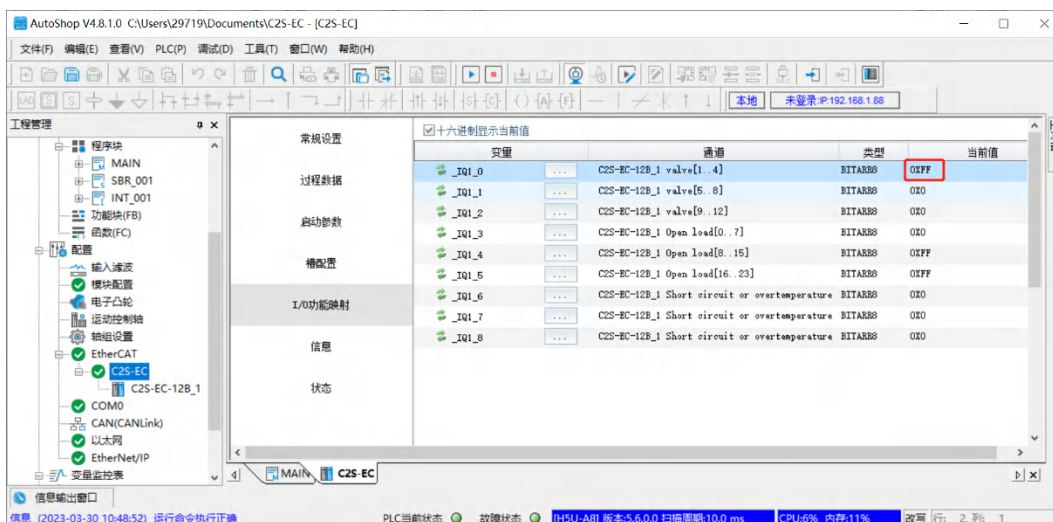 AutoShop V4.8.1.0 C:\Users\29719\Documents\C2S-EC - [C2S-EC]
文件(F) 编辑(E) 查看(V) PLC(P) 调试(D) 工具(T) 窗口(W) 帮助(H)
本地 未登录:IP:192.168.1.88
工程管理
程序块
MAIN
SBR_001
INT_001
功能块(FB)
函数(FC)
配置
输入滤波
模块配置
电子凸轮
运动控制轴
轴组设置
EtherCAT
C2S-EC
C2S-EC-12B_1
COM0
CAN(CANLink)
以太网
EtherNet/IP
变量监控表
常规设置
过程数据
启动参数
槽配置
I/O功能映射
信息
状态
十六进制显示当前值
变量 通道 类型 当前值
_IQ1_0 ... C2S-EC-12B_1 valve[1..4] BITARR8 0XFF
_IQ1_1 ... C2S-EC-12B_1 valve[5..8] BITARR8 0X0
_IQ1_2 ... C2S-EC-12B_1 valve[9..12] BITARR8 0X0
_IQ1_3 ... C2S-EC-12B_1 Open load[0..7] BITARR8 0X0
_IQ1_4 ... C2S-EC-12B_1 Open load[8..15] BITARR8 0XFF
_IQ1_5 ... C2S-EC-12B_1 Open load[16..23] BITARR8 0XFF
_IQ1_6 ... C2S-EC-12B_1 Short circuit or overtemperature BITARR8 0X0
_IQ1_7 ... C2S-EC-12B_1 Short circuit or overtemperature BITARR8 0X0
_IQ1_8 ... C2S-EC-12B_1 Short circuit or overtemperature BITARR8 0X0
MAIN C2S-EC
信息输出窗口
信息 (2023-03-30 10:48:52) 运行命令执行正确 PLC当前状态 故障状态 [H5U-A8] 版本:5.6.0.0 扫描周期:10.0 ms CPU:6% 内存:11% 改写 行: 2, 列: 1